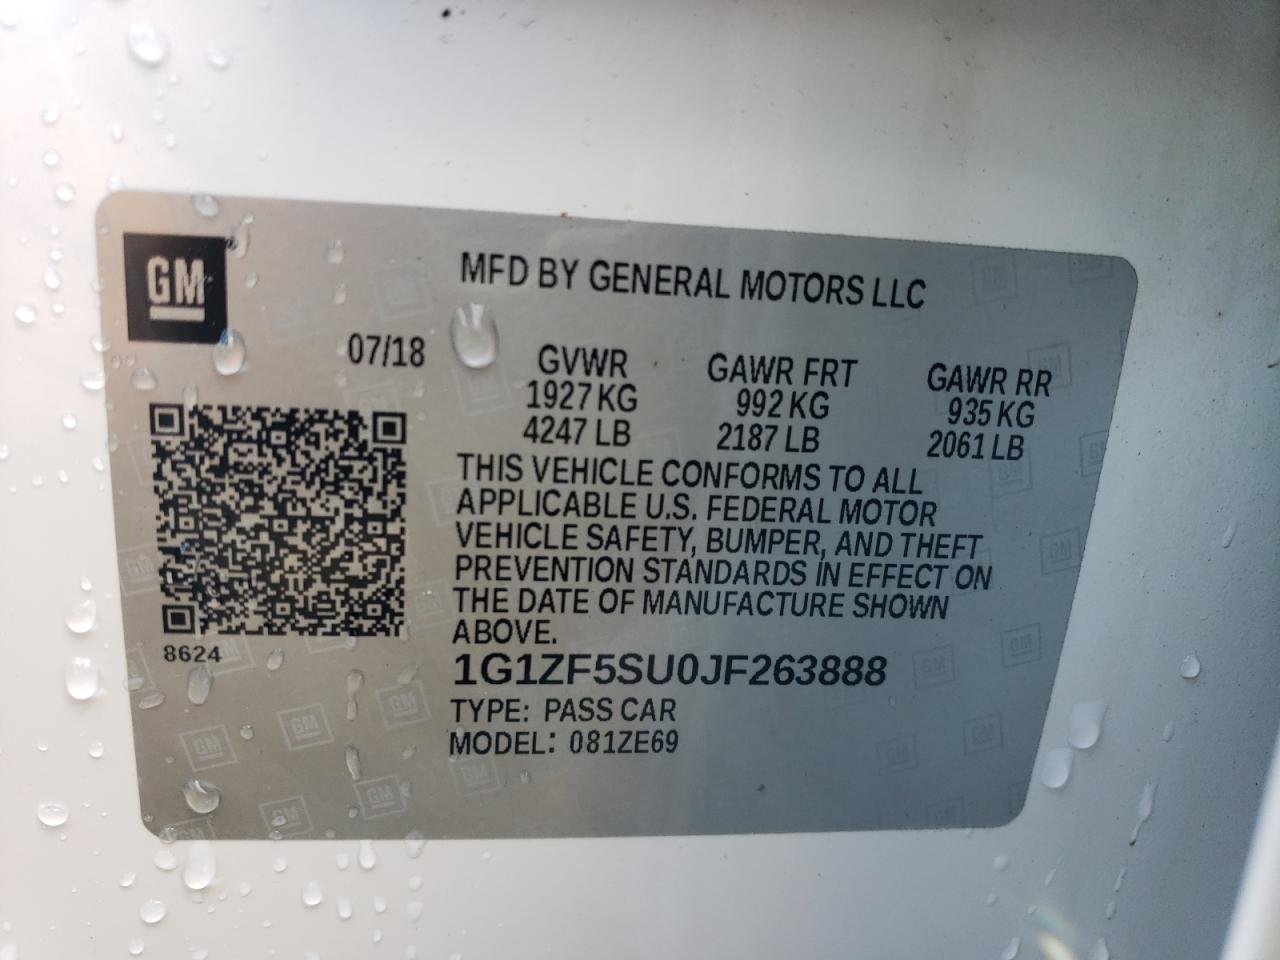 GM
MFD BY GENERAL MOTORS LLC
07/18
GVWR GAWR FRT GAWR RR
1927 KG 992 KG 935 KG
4247 LB 2187 LB 2061 LB
THIS VEHICLE CONFORMS TO ALL
APPLICABLE U.S. FEDERAL MOTOR
VEHICLE SAFETY, BUMPER, AND THEFT
PREVENTION STANDARDS IN EFFECT ON
THE DATE OF MANUFACTURE SHOWN
ABOVE.
8624
1G1ZF5SU0JF263888
TYPE: PASS CAR
MODEL: 081ZE69